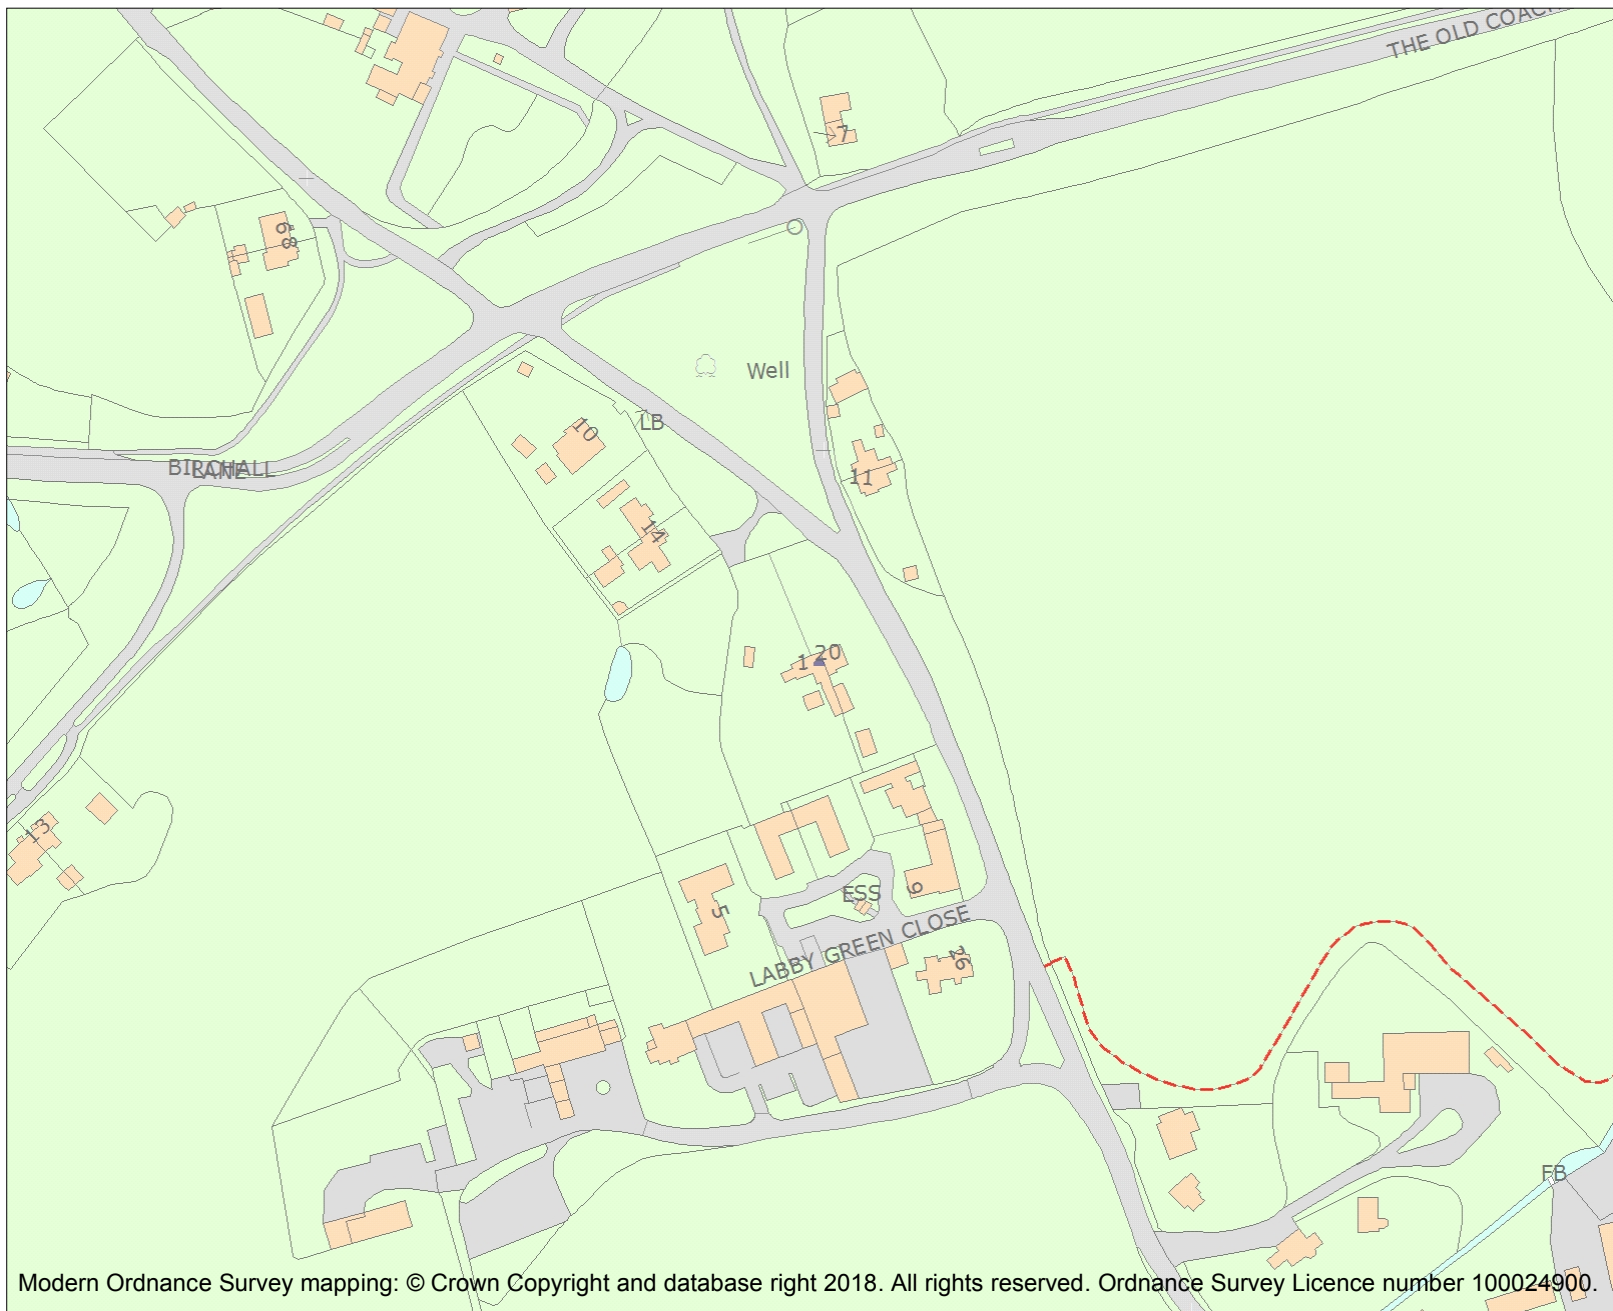 THE OLD COACH
7
68
Well
LB
10
11
BIRCHALL
LANE
14
1 20
13
ESS
9
5
LABBY GREEN CLOSE
26
FB
Modern Ordnance Survey mapping: © Crown Copyright and database right 2018. All rights reserved. Ordnance Survey Licence number 100024900.